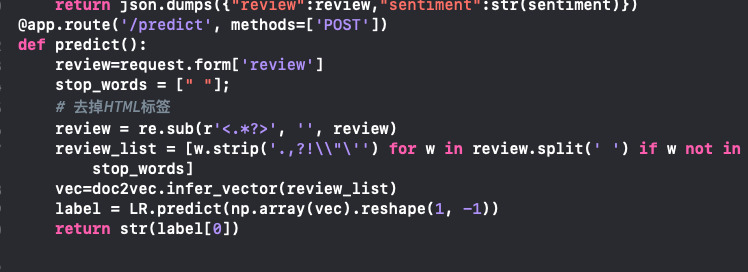 return json.dumps({"review":review,"sentiment":str(sentiment)})
@app.route('/predict', methods=['POST'])
def predict():
review=request.form['review']
stop_words = [" "];
# 去掉HTML标签
review = re.sub(r'<.*?>', '', review)
review_list = [w.strip('.,?!\\"\'') for w in review.split(' ') if w not in
stop_words]
vec=doc2vec.infer_vector(review_list)
label = LR.predict(np.array(vec).reshape(1, -1))
return str(label[0])